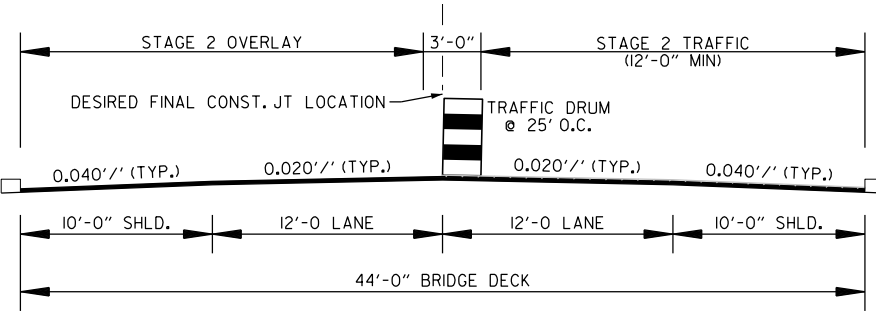 STAGE 2 OVERLAY
3'-0"
STAGE 2 TRAFFIC
(12'-0" MIN)
DESIRED FINAL CONST. JT LOCATION
TRAFFIC DRUM
@ 25' O.C.
0.040'/' (TYP.)
0.020'/' (TYP.)
0.020'/' (TYP.)
0.040'/' (TYP.)
10'-0" SHLD.
12'-0 LANE
12'-0 LANE
10'-0" SHLD.
44'-0" BRIDGE DECK